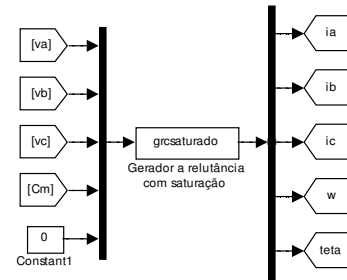 [va]
[vb]
[vc]
[Cm]
0
Constant1
grcsaturado
Gerador a relutância
com saturação
ia
ib
ic
w
teta